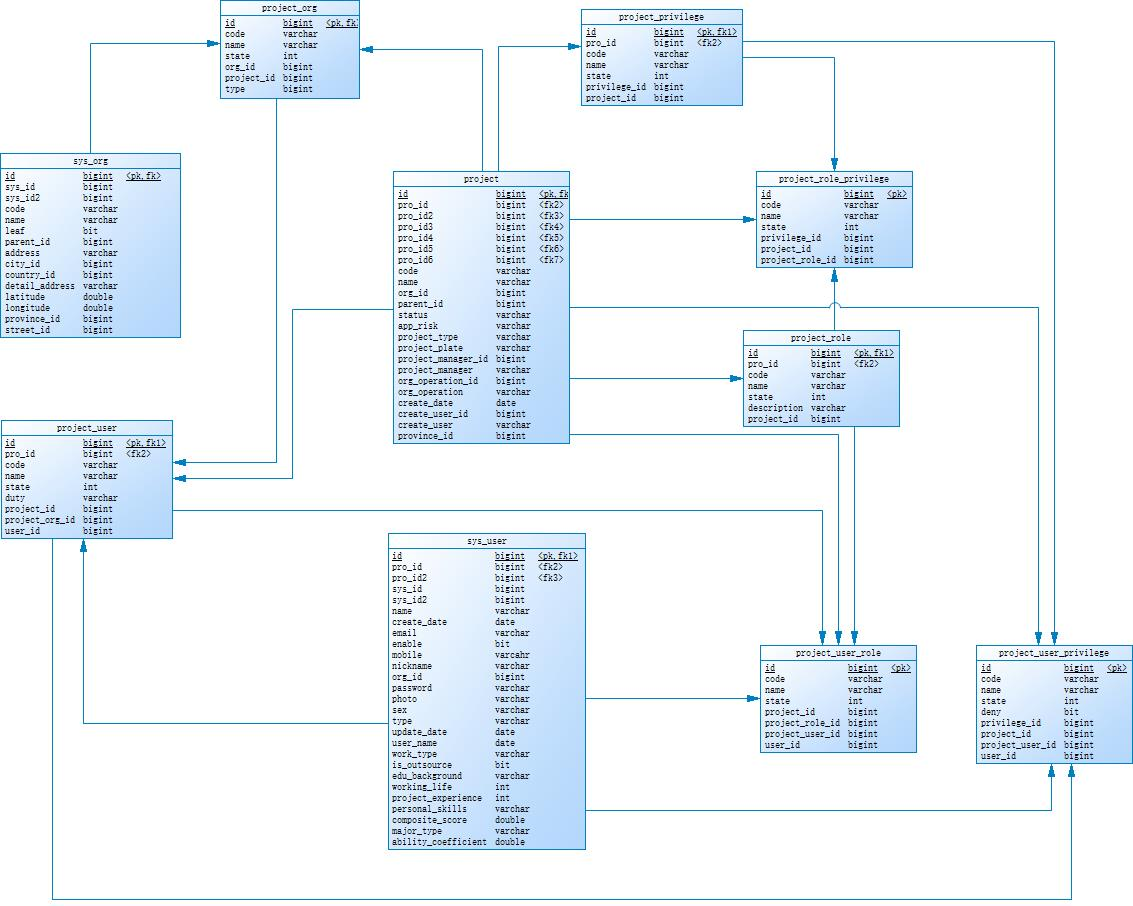 project_org
id bigint <pk,fk
code varchar
name varchar
state int
org_id bigint
project_id bigint
type bigint
project_privilege
id bigint <pk,fk1>
pro_id bigint <fk2>
code varchar
name varchar
state int
privilege_id bigint
project_id bigint
sys_org
id bigint <pk,fk>
sys_id bigint
sys_id2 bigint
code varchar
name varchar
leaf bit
parent_id bigint
address varchar
city_id bigint
country_id bigint
detail_address varchar
latitude double
longitude double
province_id bigint
street_id bigint
project
id bigint <pk,fk
pro_id bigint <fk2>
pro_id2 bigint <fk3>
pro_id3 bigint <fk4>
pro_id4 bigint <fk5>
pro_id5 bigint <fk6>
pro_id6 bigint <fk7>
code varchar
name varchar
org_id bigint
parent_id bigint
status varchar
app_risk varchar
project_type varchar
project_plate varchar
project_manager_id bigint
project_manager varchar
org_operation_id bigint
org_operation varchar
create_date date
create_user_id bigint
create_user varchar
province_id bigint
project_role_privilege
id bigint <pk>
code varchar
name varchar
state int
privilege_id bigint
project_id bigint
project_role_id bigint
project_role
id bigint <pk,fk1>
pro_id bigint <fk2>
code varchar
name varchar
state int
description varchar
project_id bigint
project_user
id bigint <pk,fk1>
pro_id bigint <fk2>
code varchar
name varchar
state int
duty varchar
project_id bigint
project_org_id bigint
user_id bigint
sys_user
id bigint <pk,fk1>
pro_id bigint <fk2>
pro_id2 bigint <fk3>
sys_id bigint
sys_id2 bigint
name varchar
create_date date
email varchar
enable bit
mobile varcahr
nickname varchar
org_id bigint
password varchar
photo varchar
sex varchar
type varchar
update_date date
user_name date
work_type varchar
is_outsource bit
edu_background varchar
working_life int
project_experience int
personal_skills varchar
composite_score double
major_type varchar
ability_coefficient double
project_user_role
id bigint <pk>
code varchar
name varchar
state int
project_id bigint
project_role_id bigint
project_user_id bigint
user_id bigint
project_user_privilege
id bigint <pk>
code varchar
name varchar
state int
deny bit
privilege_id bigint
project_id bigint
project_user_id bigint
user_id bigint